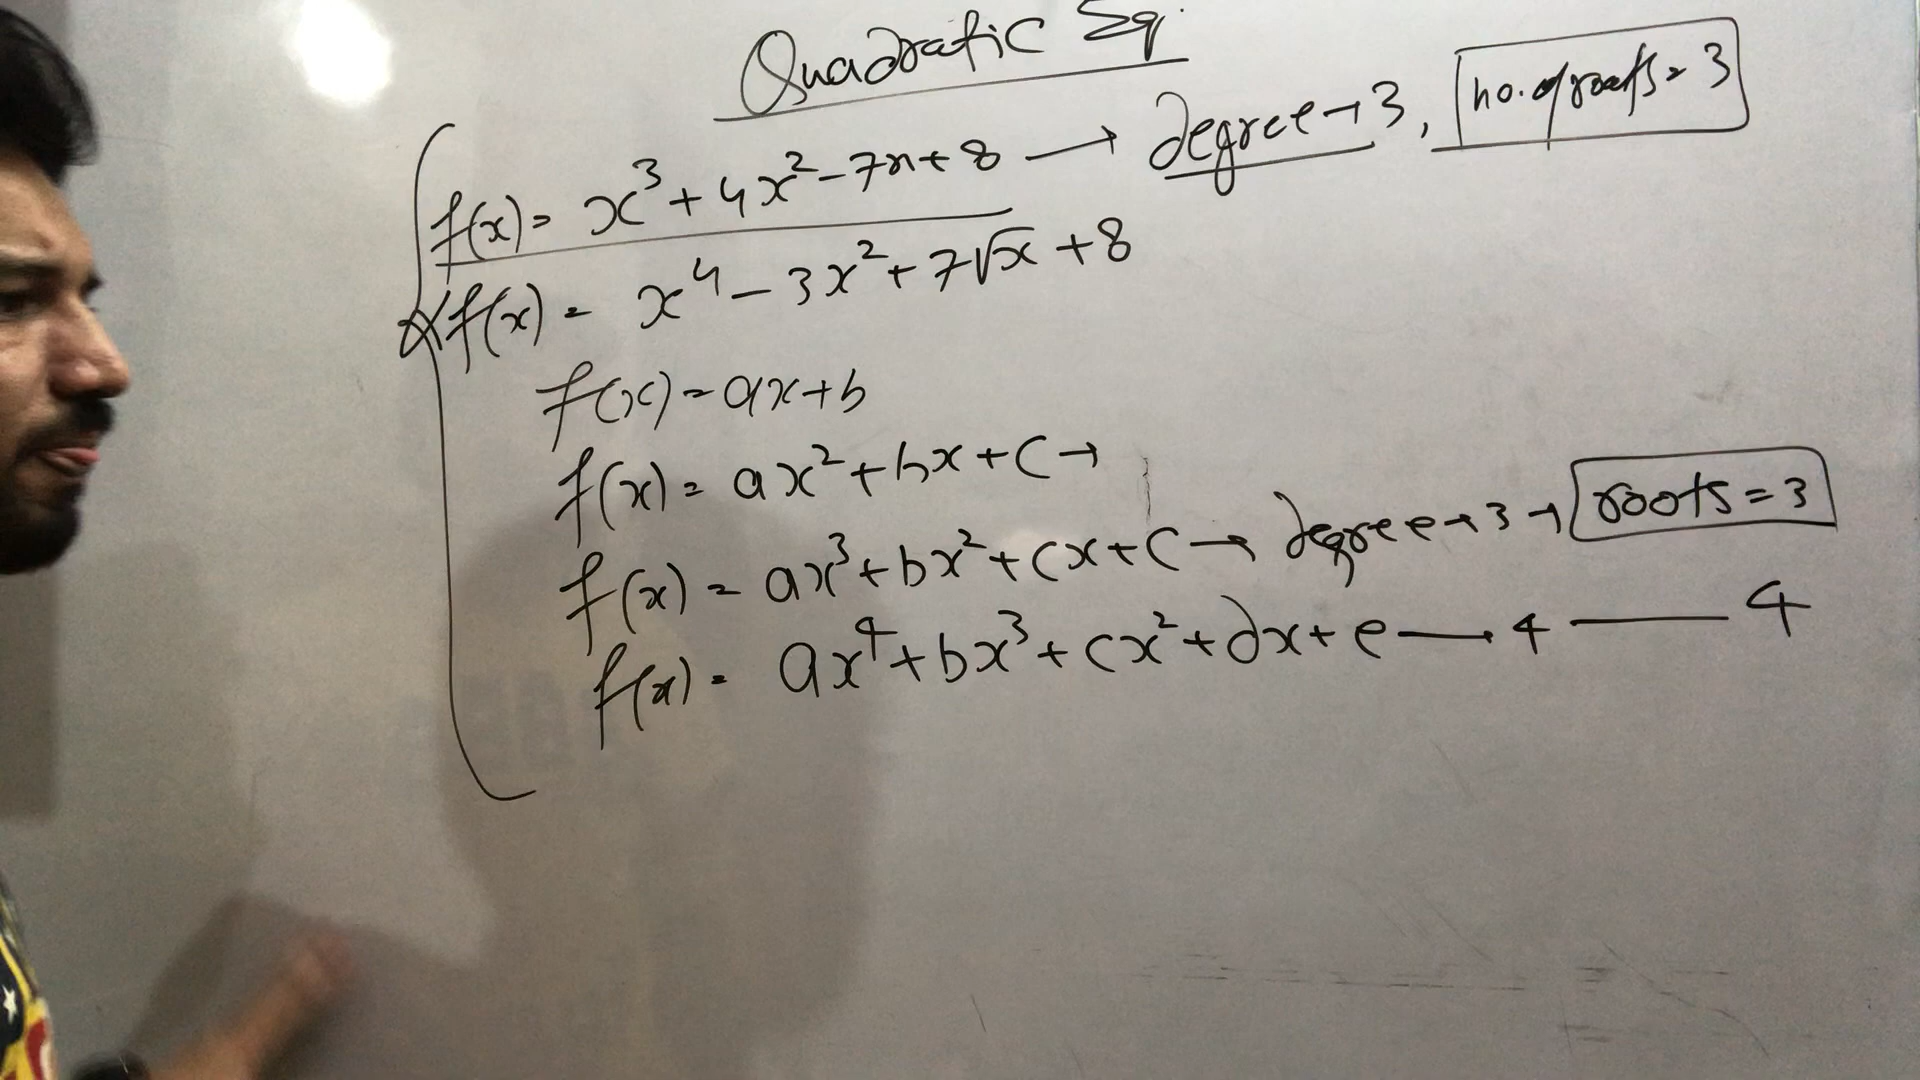 Quadratic Eq.
f(x) = x³ + 4x² - 7x + 8 → degree → 3, no. of roots = 3
f(x) = x⁴ - 3x² + 7√x + 8
f(x) = ax + b
f(x) = ax² + bx + c →
f(x) = ax³ + bx² + cx + c → degree → 3 → roots = 3
f(x) = ax⁴ + bx³ + cx² + dx + e — 4 — 4